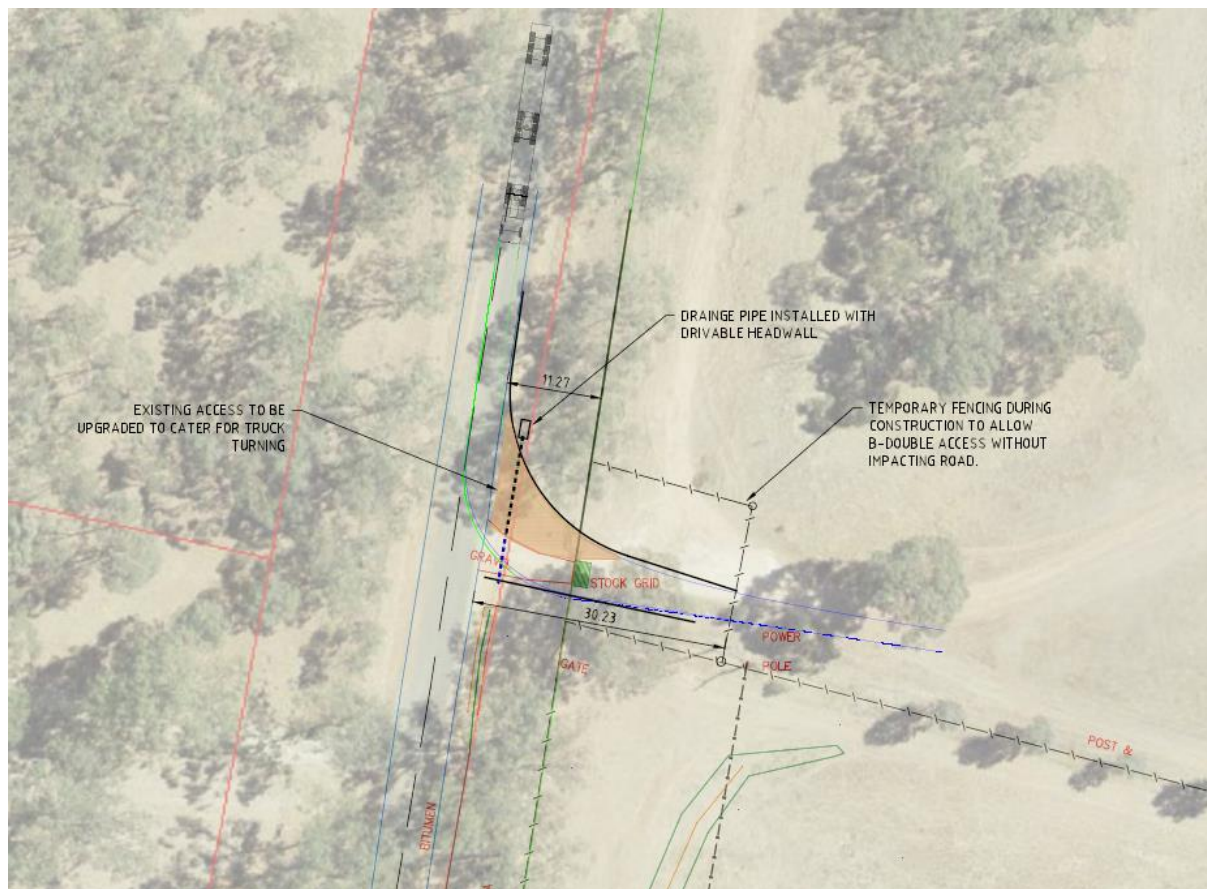 DRAINGE PIPE INSTALLED WITH
DRIVABLE HEADWALL
11.27
EXISTING ACCESS TO BE
UPGRADED TO CATER FOR TRUCK
TURNING
TEMPORARY FENCING DURING
CONSTRUCTION TO ALLOW
B-DOUBLE ACCESS WITHOUT
IMPACTING ROAD.
STOCK GRID
30.23
POWER
POLE
GATE
POST &
BITUMEN